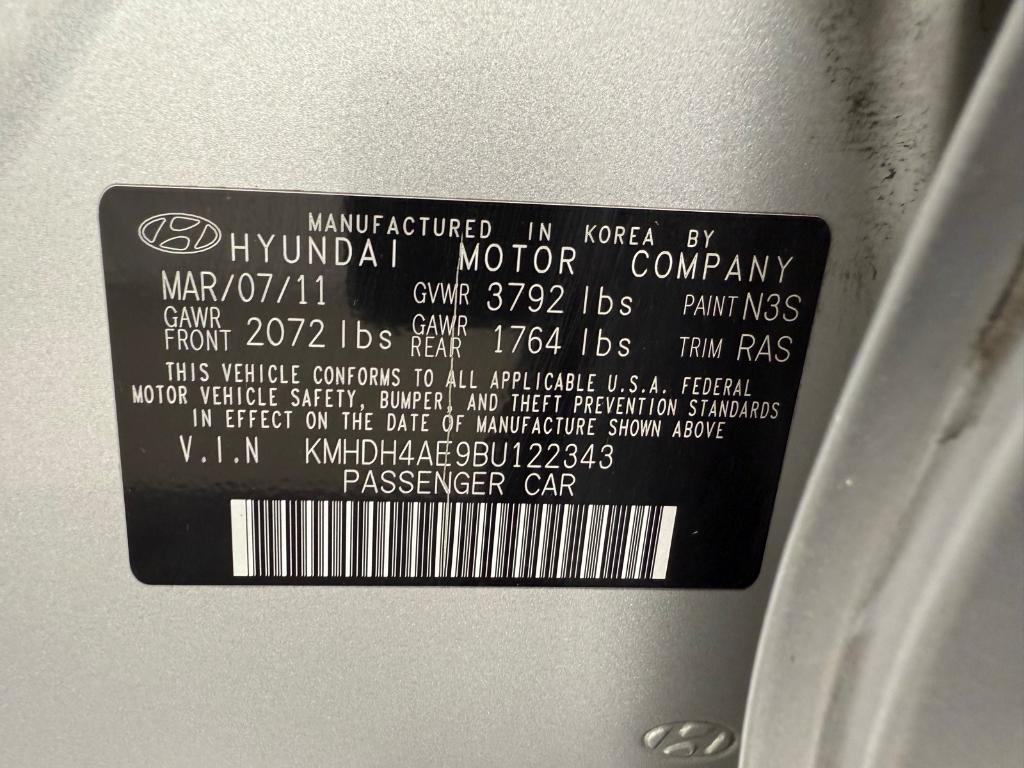 MANUFACTURED IN KOREA BY
HYUNDAI MOTOR COMPANY
MAR/07/11 GVWR 3792 lbs PAINT N3S
GAWR FRONT 2072 lbs GAWR REAR 1764 lbs TRIM RAS
THIS VEHICLE CONFORMS TO ALL APPLICABLE U.S.A. FEDERAL
MOTOR VEHICLE SAFETY, BUMPER, AND THEFT PREVENTION STANDARDS
IN EFFECT ON THE DATE OF MANUFACTURE SHOWN ABOVE
V.I.N KMHDH4AE9BU122343
PASSENGER CAR